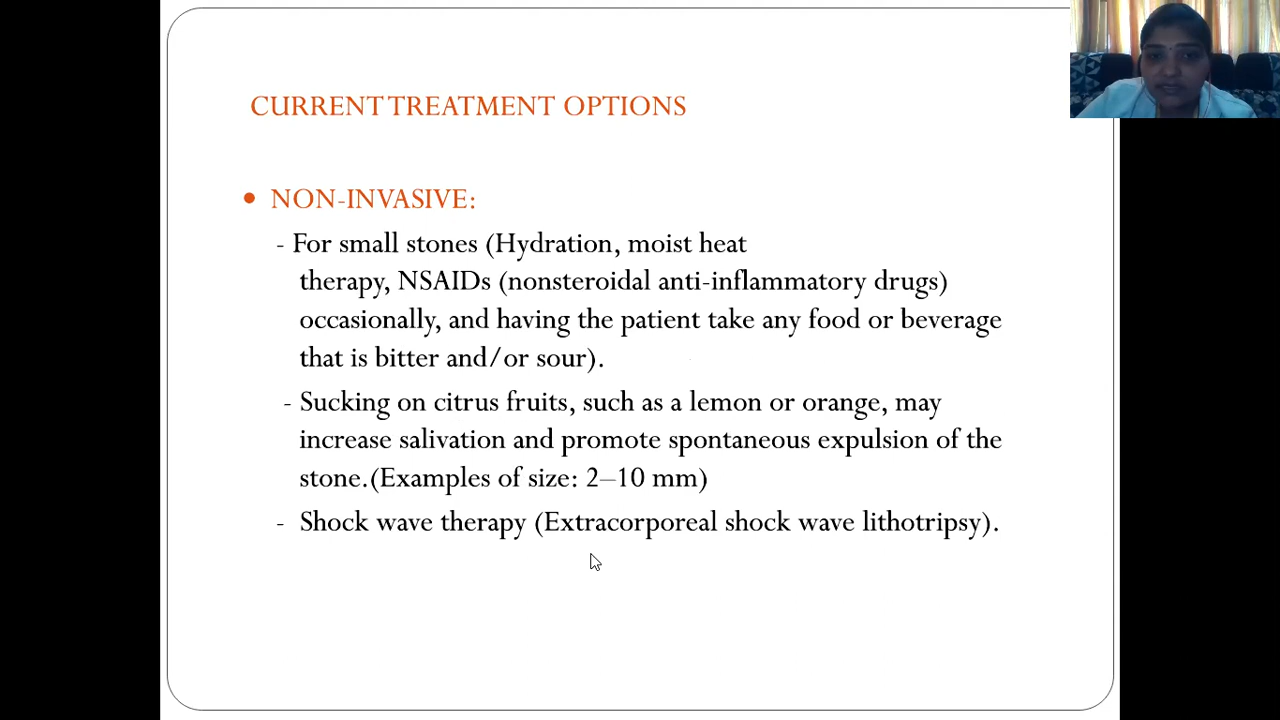 CURRENT TREATMENT OPTIONS
• NON-INVASIVE:
- For small stones (Hydration, moist heat
therapy, NSAIDs (nonsteroidal anti-inflammatory drugs)
occasionally, and having the patient take any food or beverage
that is bitter and/or sour).
- Sucking on citrus fruits, such as a lemon or orange, may
increase salivation and promote spontaneous expulsion of the
stone.(Examples of size: 2–10 mm)
- Shock wave therapy (Extracorporeal shock wave lithotripsy).